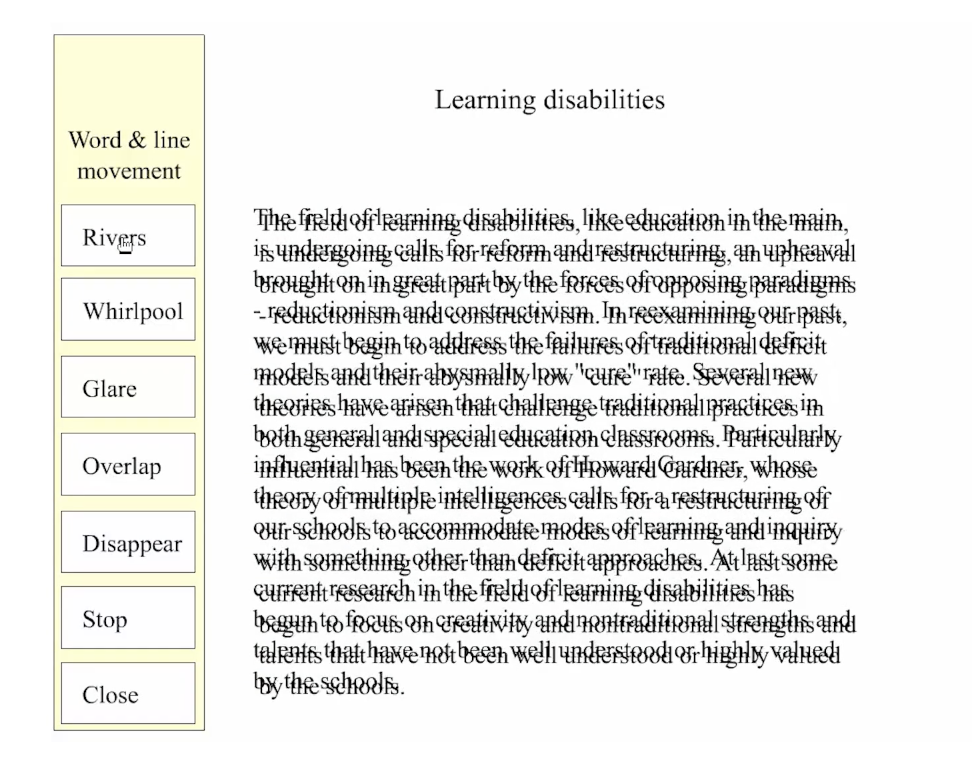 Word & line
movement
Rivers
Whirlpool
Glare
Overlap
Disappear
Stop
Close
Learning disabilities
The field of learning disabilities, like education in the main,
is undergoing calls for reform and restructuring, an upheaval
brought on in great part by the forces of opposing paradigms
- reductionism and constructivism. In reexamining our past,
we must begin to address the failures of traditional deficit
models and their abysmally low "cure" rate. Several new
theories have arisen that challenge traditional practices in
both general and special education classrooms. Particularly
influential has been the work of Howard Gardner, whose
theory of multiple intelligences calls for a restructuring of
our schools to accommodate modes of learning and inquiry
with something other than deficit approaches. At last some
current research in the field of learning disabilities has
begun to focus on creativity and nontraditional strengths and
talents that have not been well understood or highly valued
by the schools.